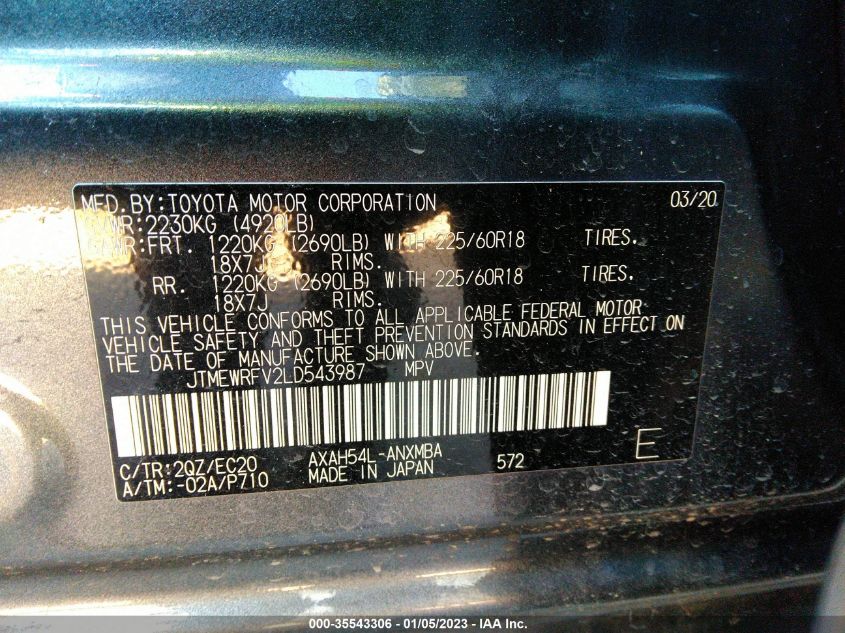 MFD. BY:TOYOTA MOTOR CORPORATION 03/20
GVWR:2230KG (4920LB)
GAWR:FRT. 1220KG (2690LB) WITH 225/60R18 TIRES.
18X7J RIMS.
RR. 1220KG (2690LB) WITH 225/60R18 TIRES.
18X7J RIMS.
THIS VEHICLE CONFORMS TO ALL APPLICABLE FEDERAL MOTOR
VEHICLE SAFETY AND THEFT PREVENTION STANDARDS IN EFFECT ON
THE DATE OF MANUFACTURE SHOWN ABOVE.
JTMEWRFV2LD543987 MPV
C/TR:2QZ/EC20 AXAH54L-ANXMBA 572 E
A/TM:-02A/P710 MADE IN JAPAN
000-35543306 - 01/05/2023 - IAA Inc.